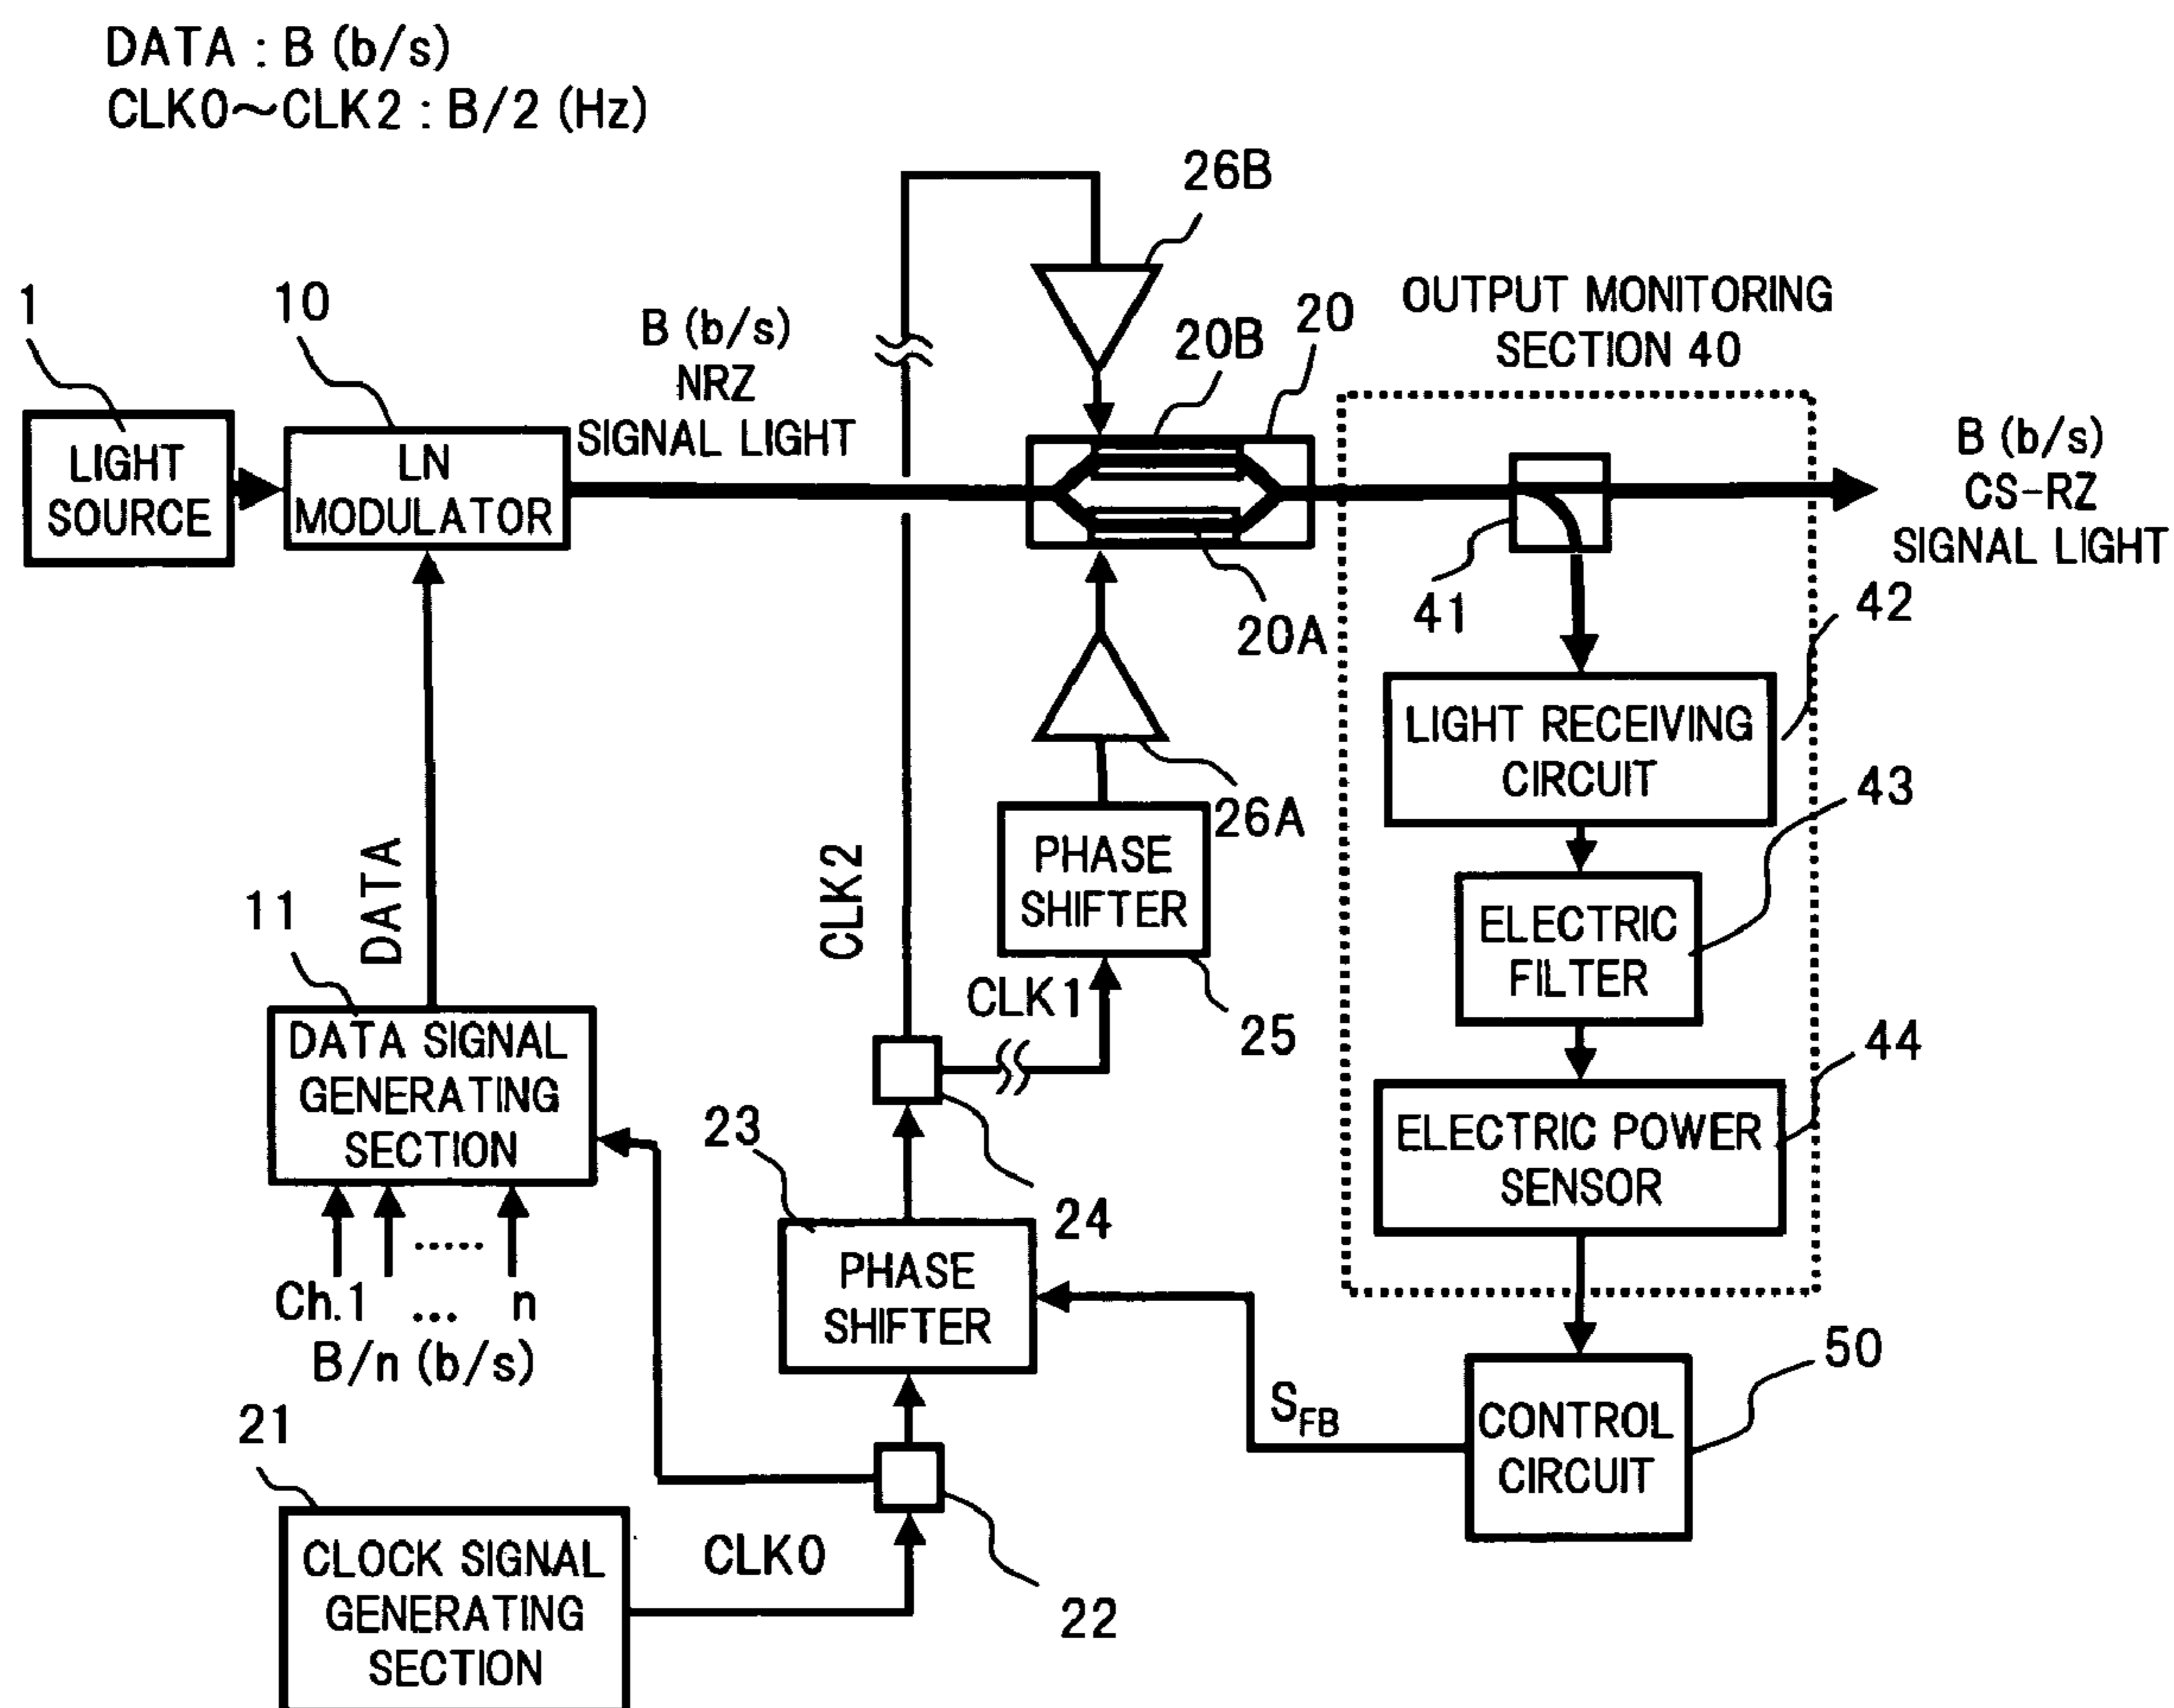 DATA : B (b/s)
CLK0~CLK2 : B/2 (Hz)
26B
1
10
B (b/s)
NRZ
SIGNAL LIGHT
20B
20
OUTPUT MONITORING
SECTION 40
LIGHT
SOURCE
LN
MODULATOR
B (b/s)
CS-RZ
SIGNAL LIGHT
41
20A
42
LIGHT RECEIVING
CIRCUIT
26A
43
DATA
CLK2
PHASE
SHIFTER
ELECTRIC
FILTER
11
CLK1
25
44
DATA SIGNAL
GENERATING
SECTION
23
24
ELECTRIC POWER
SENSOR
.....
Ch.1 ... n
B/n (b/s)
PHASE
SHIFTER
50
SFB
CONTROL
CIRCUIT
21
CLK0
22
CLOCK SIGNAL
GENERATING
SECTION